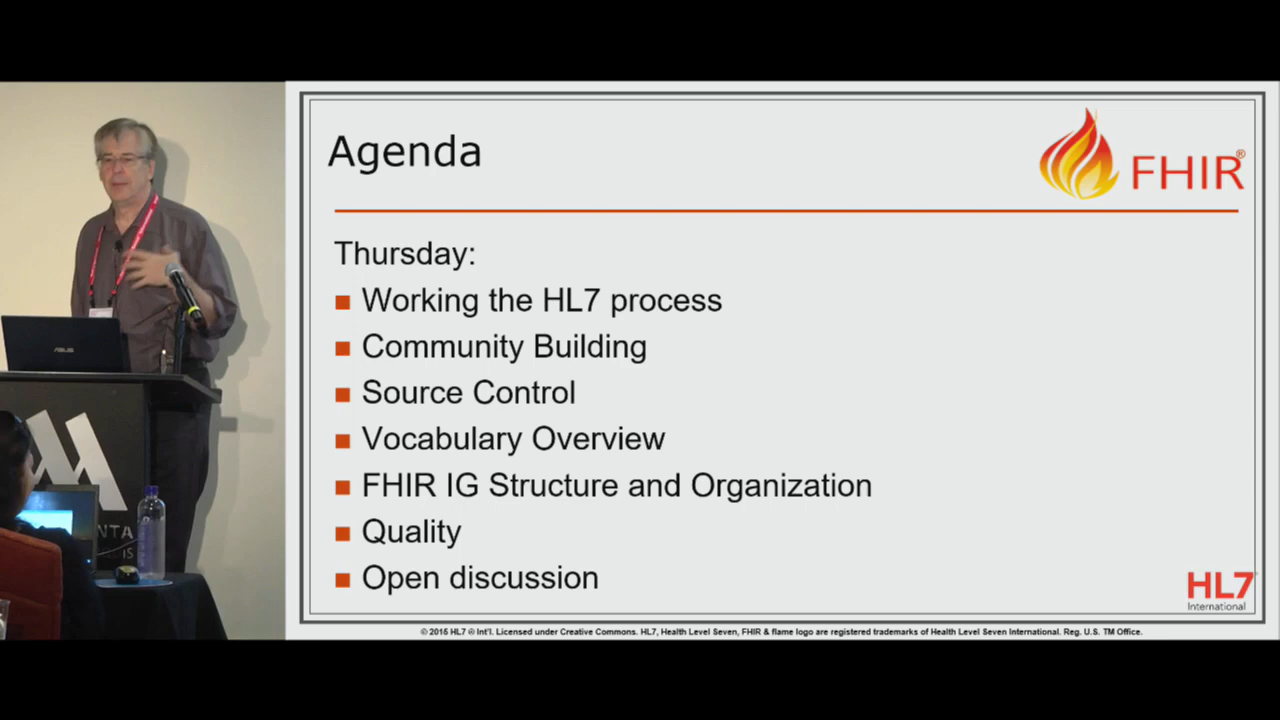 Agenda
FHIR®
Thursday:
Working the HL7 process
Community Building
Source Control
Vocabulary Overview
FHIR IG Structure and Organization
Quality
Open discussion
HL7
International
© 2016 HL7 ® Int'l. Licensed under Creative Commons. HL7, Health Level Seven, FHIR & flame logo are registered trademarks of Health Level Seven International. Reg. U.S. TM Office.
ASUS
NTA